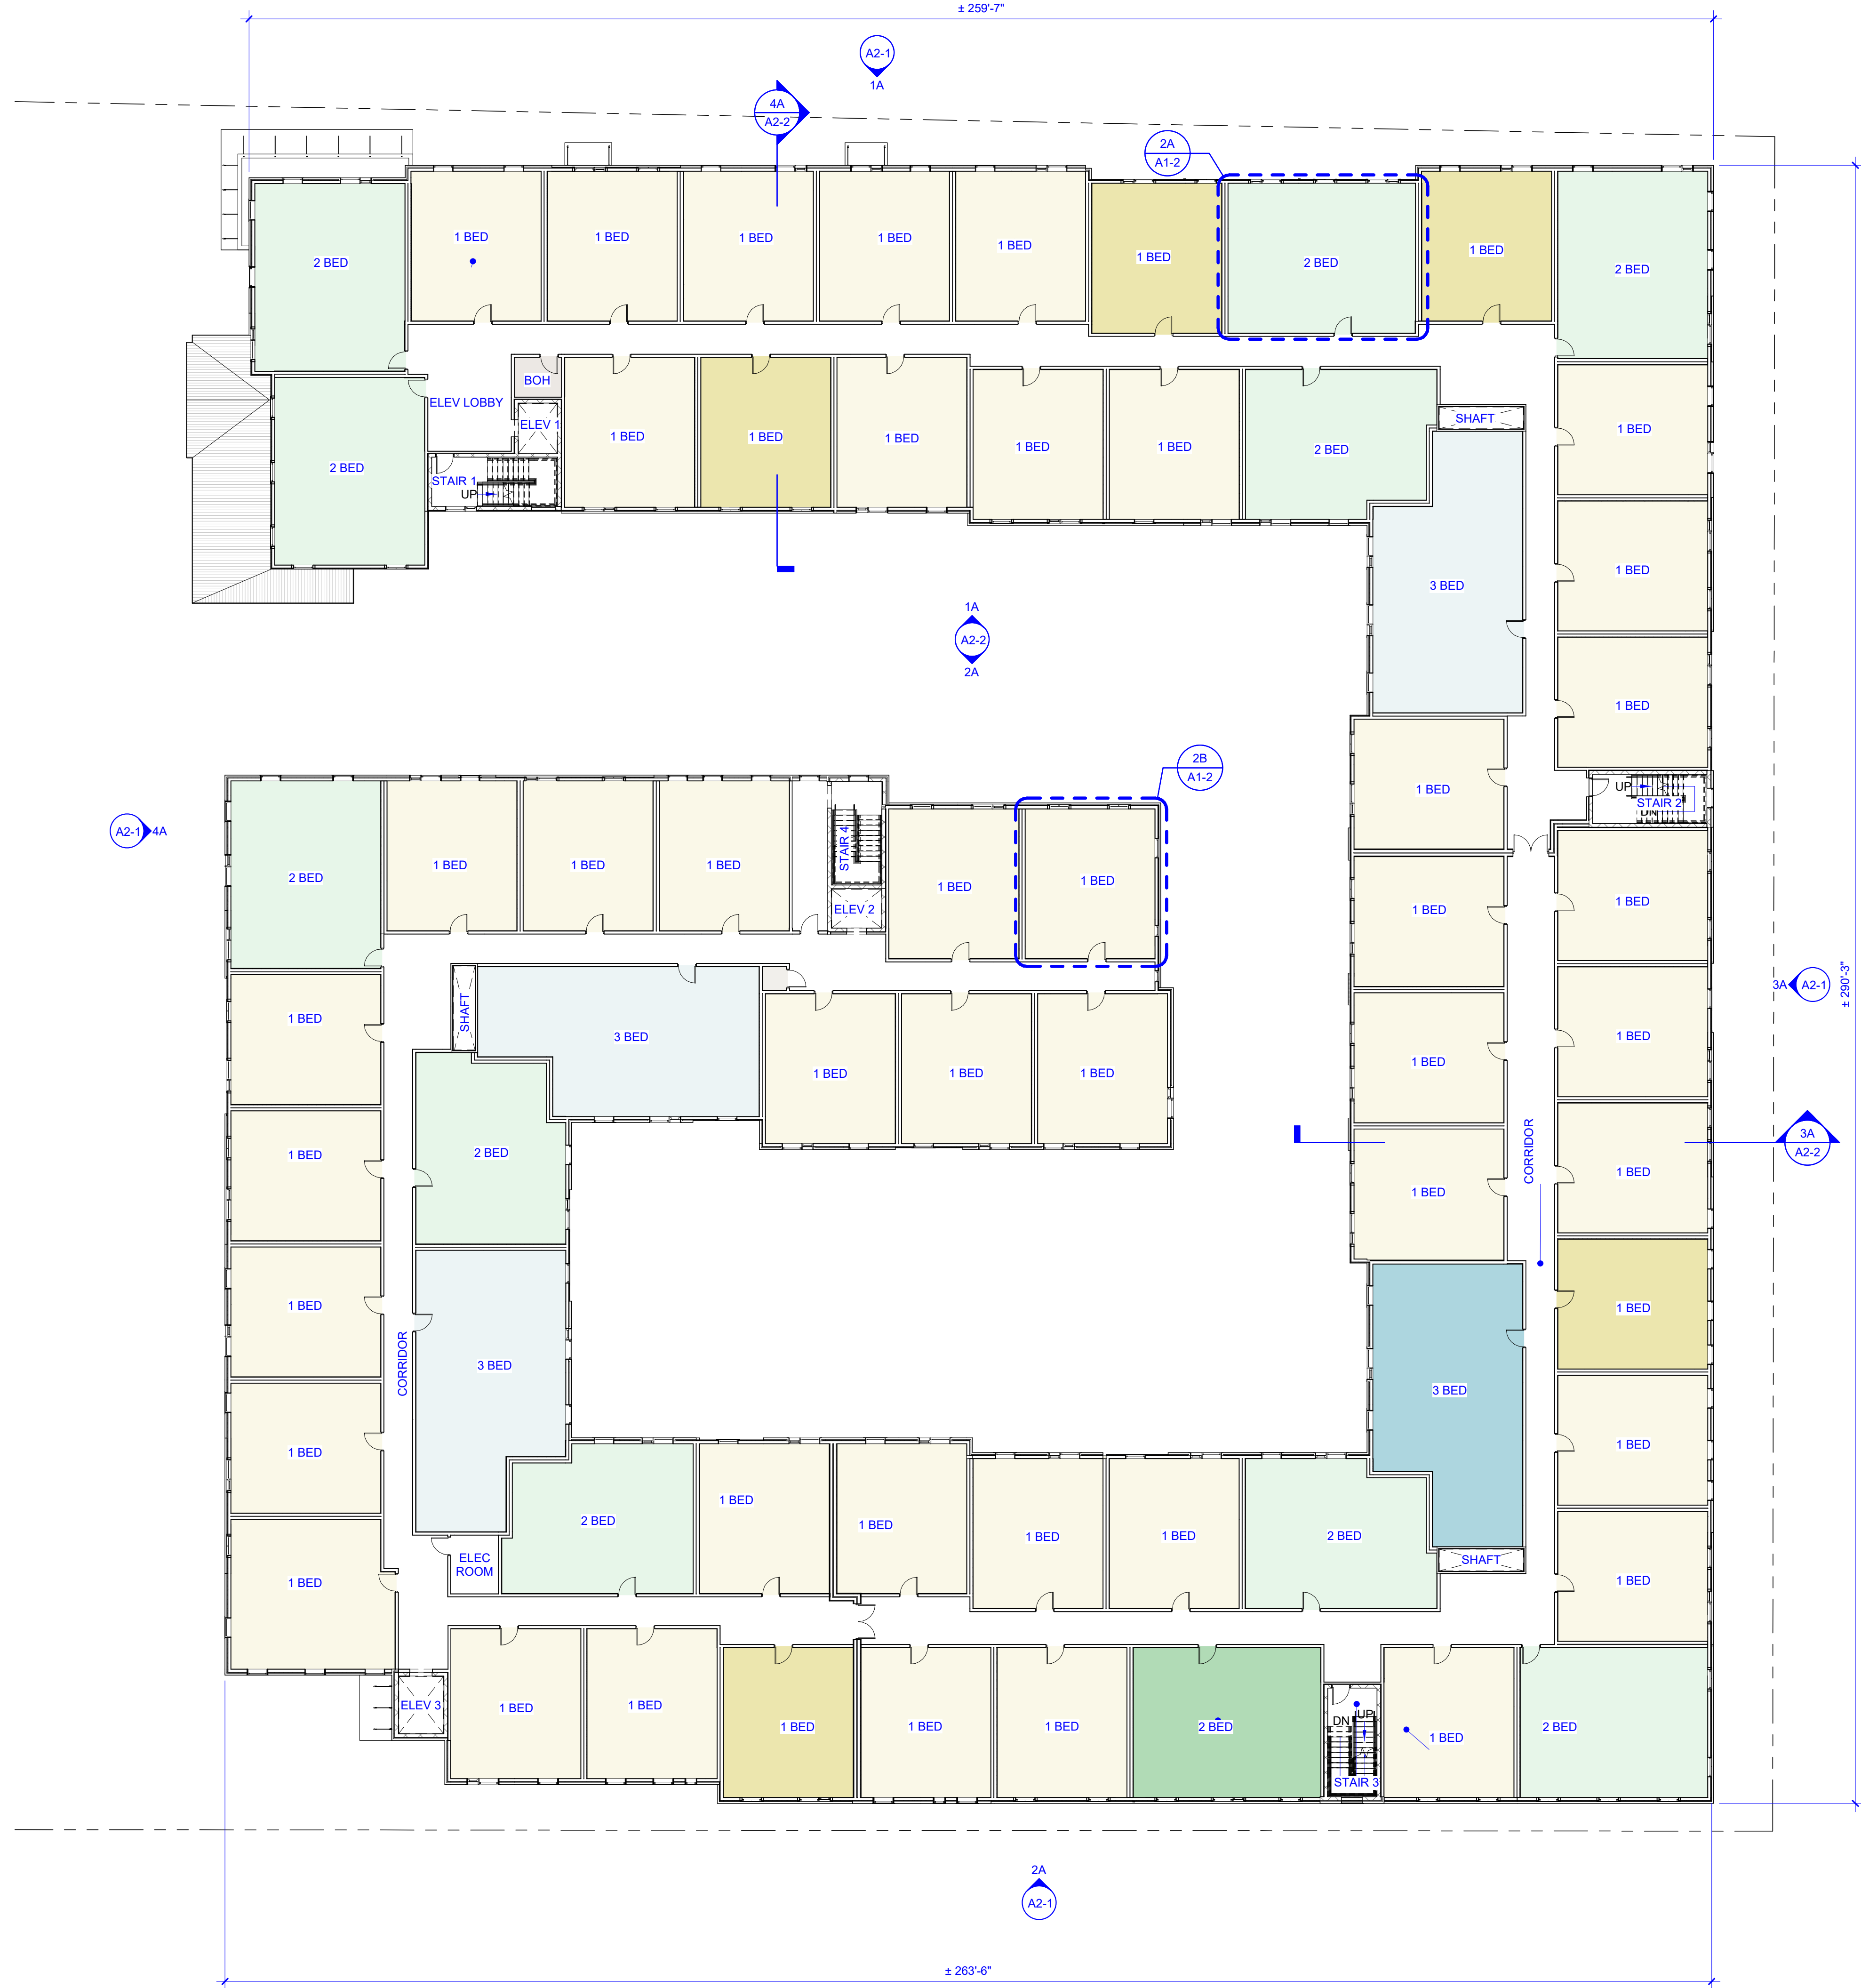 ± 259'-7"
A2-1
1A
4A
A2-2
2A
A1-2
1 BED
1 BED
1 BED
1 BED
1 BED
1 BED
2 BED
1 BED
2 BED
2 BED
BOH
ELEV LOBBY
ELEV 1
STAIR 1
UP
2 BED
1 BED
1 BED
1 BED
1 BED
1 BED
2 BED
SHAFT
1 BED
3 BED
1 BED
1A
A2-2
2A
1 BED
2B
A1-2
1 BED
UP
STAIR 2
DN
A2-1
4A
2 BED
1 BED
1 BED
1 BED
STAIR 4
ELEV 2
1 BED
1 BED
1 BED
1 BED
3A
A2-1
± 290'-3"
1 BED
SHAFT
3 BED
1 BED
1 BED
1 BED
1 BED
1 BED
1 BED
2 BED
CORRIDOR
3A
A2-2
1 BED
1 BED
1 BED
1 BED
CORRIDOR
3 BED
3 BED
1 BED
1 BED
1 BED
2 BED
1 BED
1 BED
1 BED
1 BED
2 BED
SHAFT
1 BED
ELEC
ROOM
1 BED
ELEV 3
1 BED
1 BED
1 BED
1 BED
1 BED
2 BED
DN
UP
STAIR 3
1 BED
2 BED
2A
A2-1
± 263'-6"